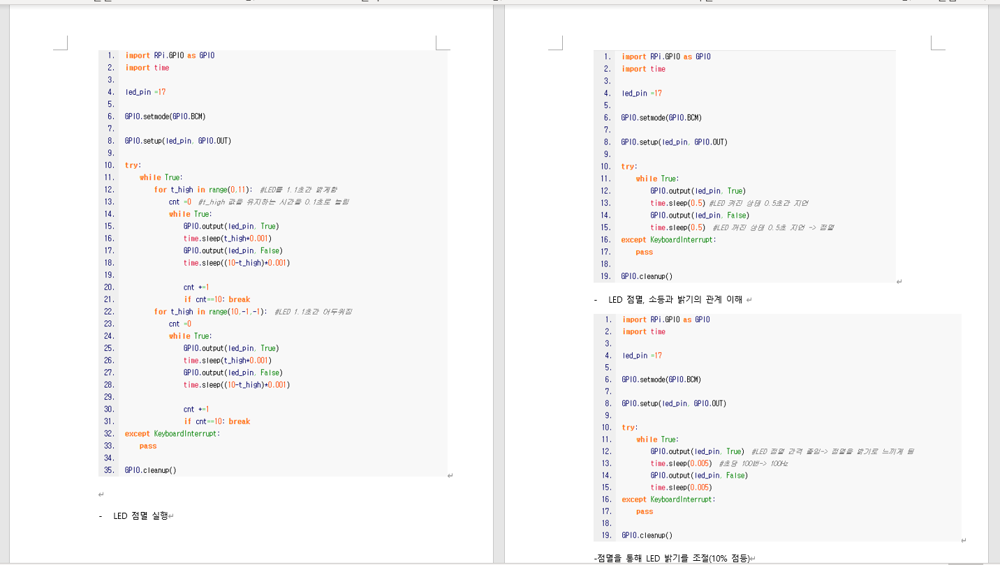 1. import RPi.GPIO as GPIO
2. import time
3.
4. led_pin =17
5.
6. GPIO.setmode(GPIO.BCM)
7.
8. GPIO.setup(led_pin, GPIO.OUT)
9.
10. try:
11. while True:
12. for t_high in range(0,11): #LED를 1.1초간 밝게함
13. cnt =0 #t_high 값을 유지하는 시간을 0.1초로 늘림
14. while True:
15. GPIO.output(led_pin, True)
16. time.sleep(t_high*0.001)
17. GPIO.output(led_pin, False)
18. time.sleep((10-t_high)*0.001)
19.
20. cnt +=1
21. if cnt==10: break
22. for t_high in range(10,-1,-1): #LED 1.1초간 어두워짐
23. cnt =0
24. while True:
25. GPIO.output(led_pin, True)
26. time.sleep(t_high*0.001)
27. GPIO.output(led_pin, False)
28. time.sleep((10-t_high)*0.001)
29.
30. cnt +=1
31. if cnt==10: break
32. except KeyboardInterrupt:
33. pass
34.
35. GPIO.cleanup()
- LED 점멸 실행
1. import RPi.GPIO as GPIO
2. import time
3.
4. led_pin =17
5.
6. GPIO.setmode(GPIO.BCM)
7.
8. GPIO.setup(led_pin, GPIO.OUT)
9.
10. try:
11. while True:
12. GPIO.output(led_pin, True)
13. time.sleep(0.5) #LED 켜진 상태 0.5초간 지연
14. GPIO.output(led_pin, False)
15. time.sleep(0.5) #LED 꺼진 상태 0.5초 지연 -> 점멸
16. except KeyboardInterrupt:
17. pass
18.
19. GPIO.cleanup()
- LED 점멸, 소등과 밝기의 관계 이해
1. import RPi.GPIO as GPIO
2. import time
3.
4. led_pin =17
5.
6. GPIO.setmode(GPIO.BCM)
7.
8. GPIO.setup(led_pin, GPIO.OUT)
9.
10. try:
11. while True:
12. GPIO.output(led_pin, True) #LED 점멸 간격 줄임-> 점멸을 밝기로 느끼게 됨
13. time.sleep(0.005) #초당 100번-> 100Hz
14. GPIO.output(led_pin, False)
15. time.sleep(0.005)
16. except KeyboardInterrupt:
17. pass
18.
19. GPIO.cleanup()
-점멸을 통해 LED 밝기를 조절(10% 점등)